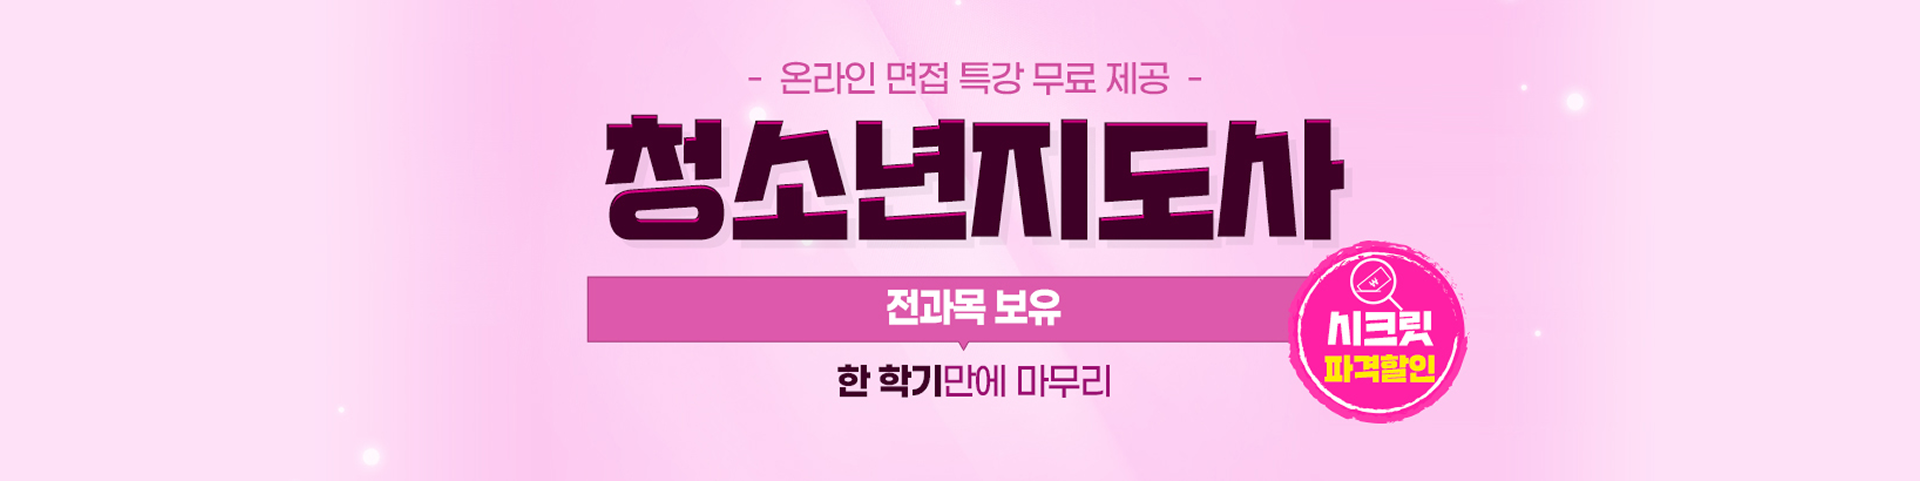 - 온라인 면접 특강 무료 제공 -
청소년지도사
전과목 보유
한 학기만에 마무리
W
시크릿
파격할인